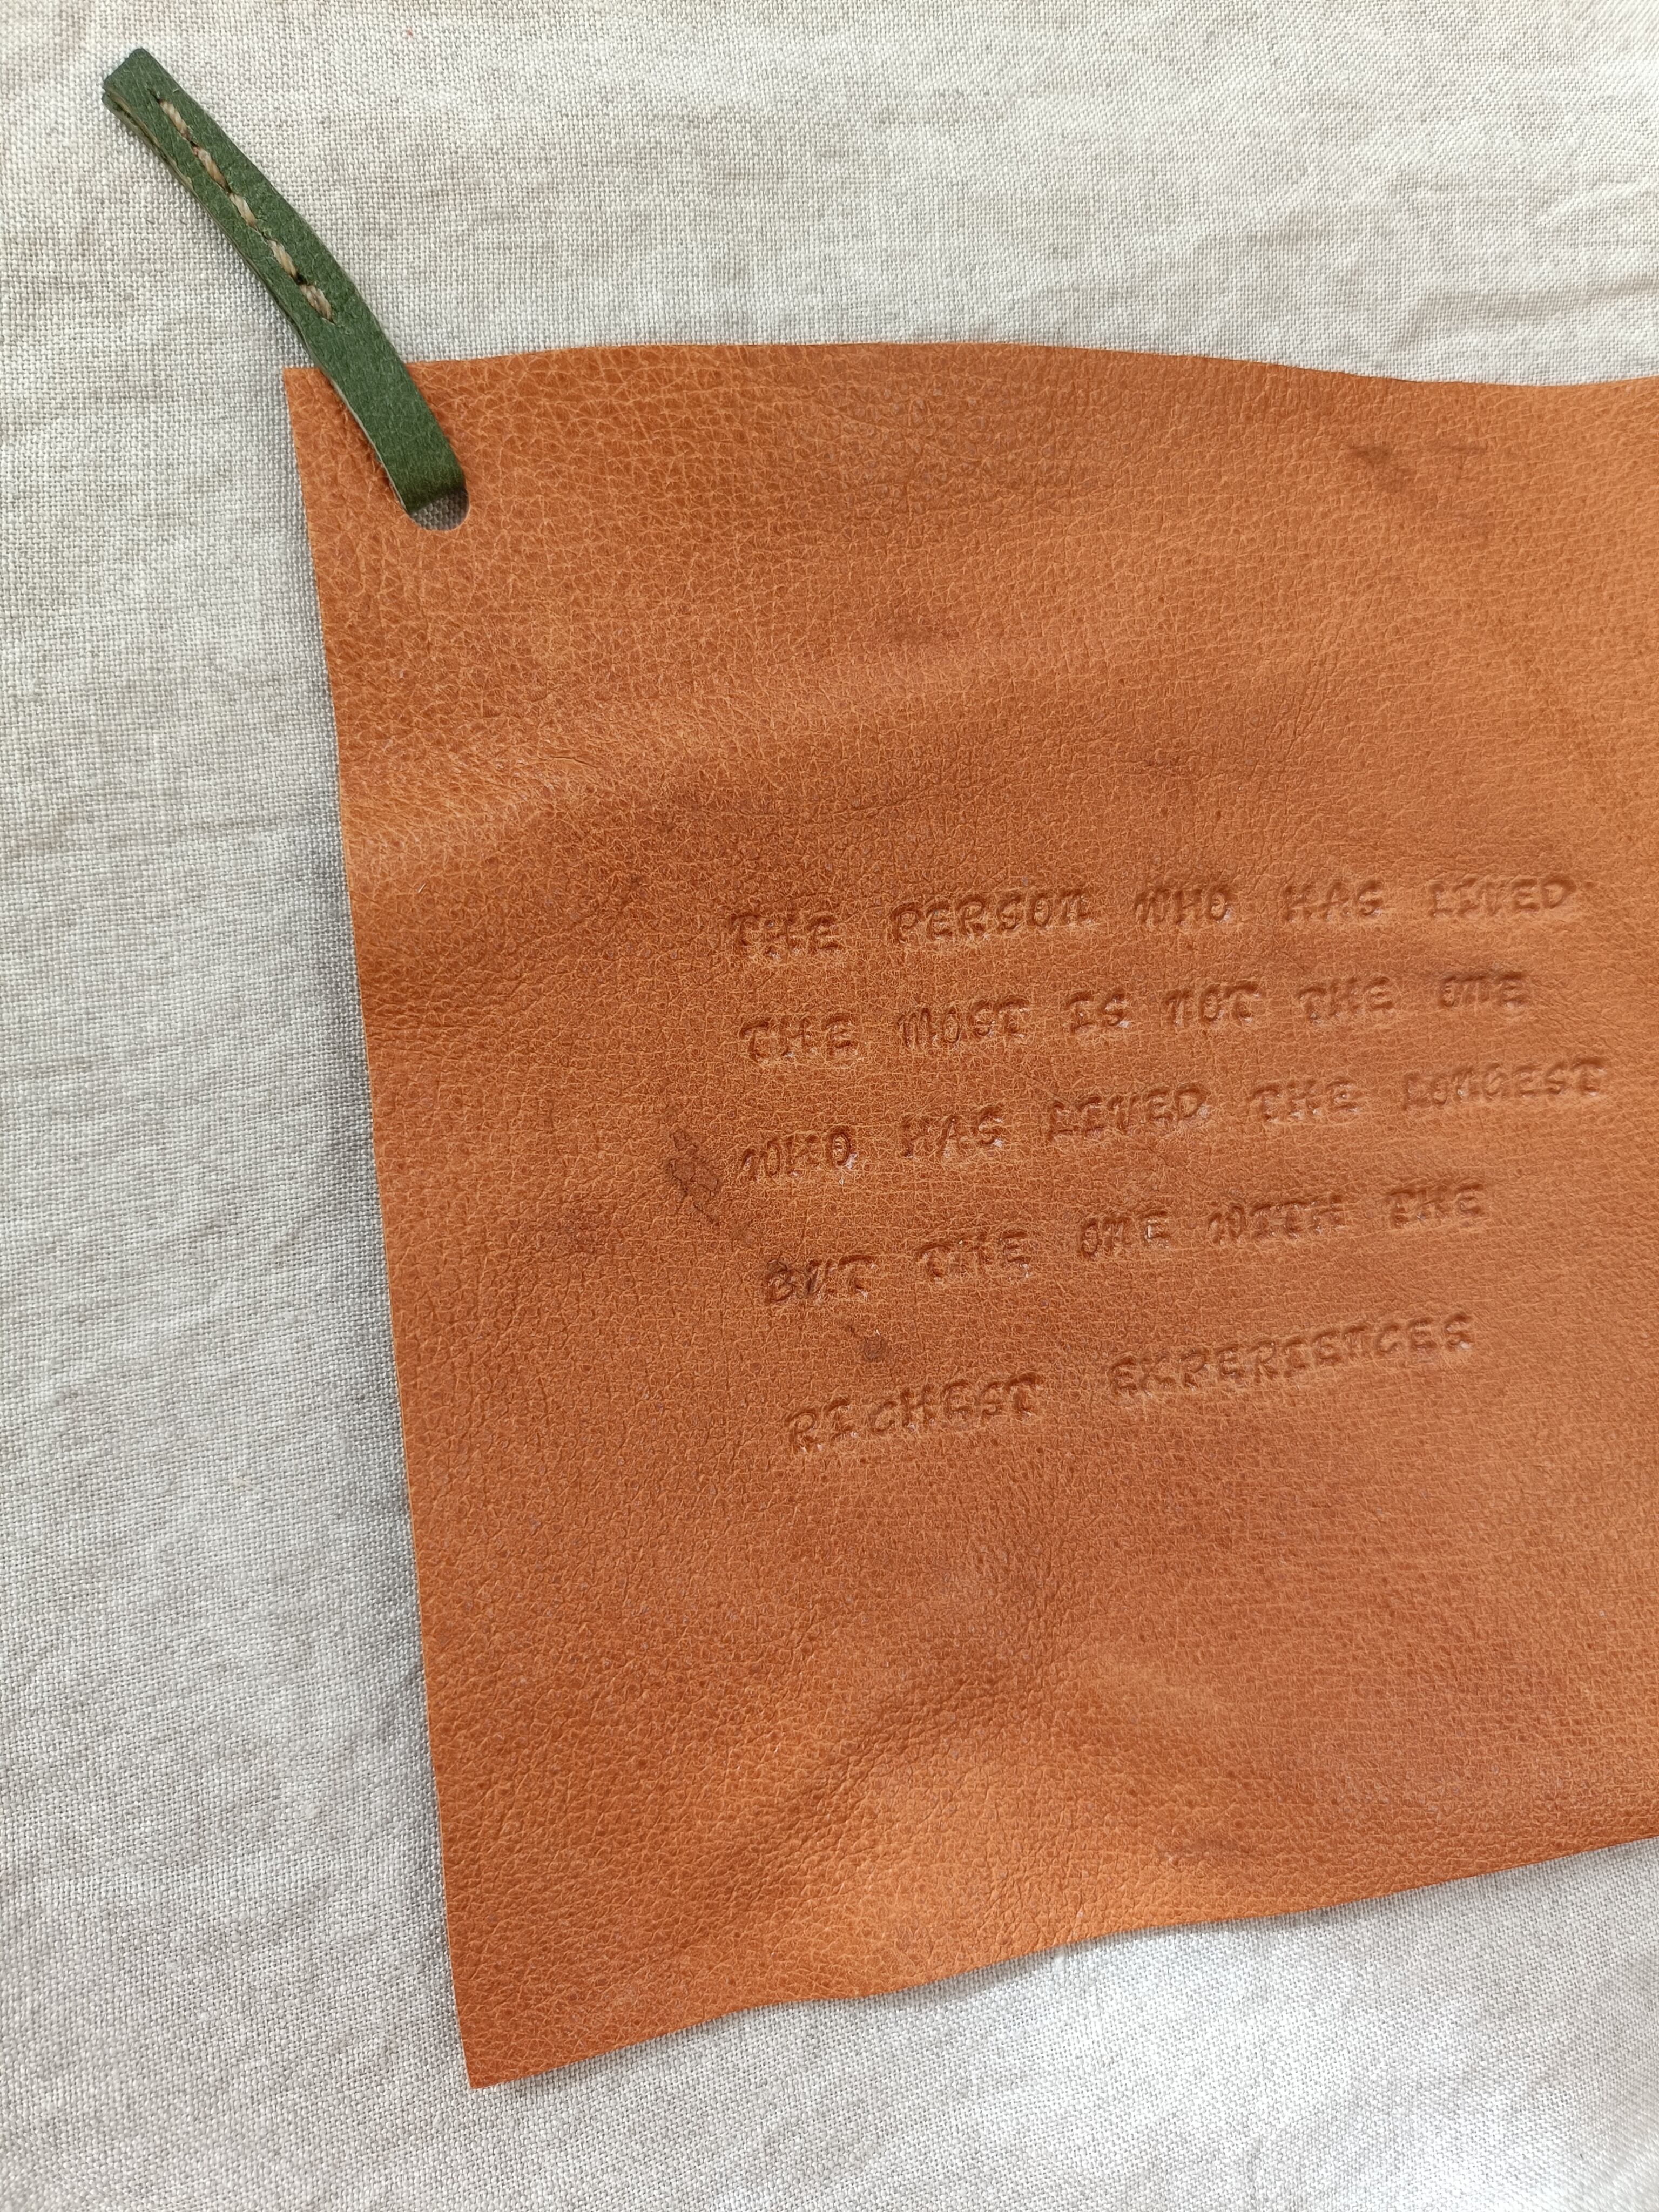 THE PERSON WHO HAS LIVED
THE MOST IS NOT THE ONE
WHO HAS LIVED THE LONGEST
BUT THE ONE WITH THE
RICHEST EXPERIENCES